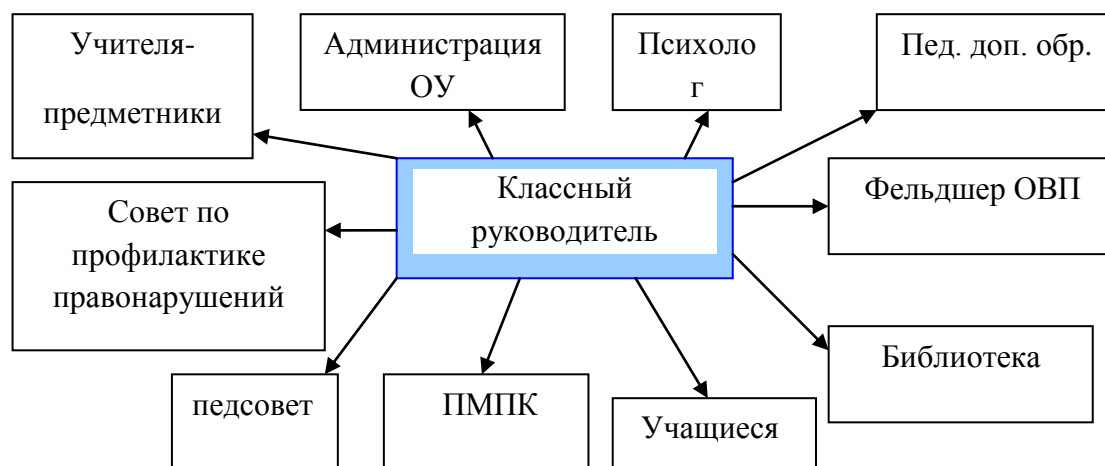 Учителя-
предметники
Администрация
ОУ
Психоло
г
Пед. доп. обр.
Классный
руководитель
Фельдшер ОВП
Совет по
профилактике
правонарушений
Библиотека
педсовет
ПМПК
Учащиеся